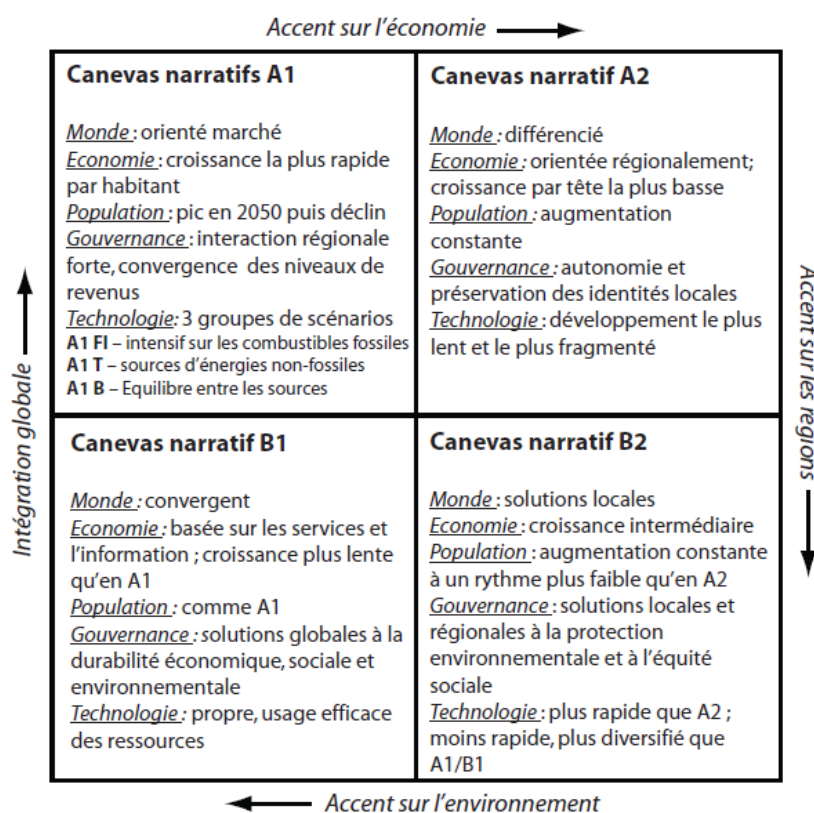 Accent sur l'économie
Canevas narratifs A1
Monde : orienté marché
Economie : croissance la plus rapide
par habitant
Population : pic en 2050 puis déclin
Gouvernance : interaction régionale
forte, convergence des niveaux de
revenus
Technologie: 3 groupes de scénarios
A1 FI – intensif sur les combustibles fossiles
A1 T – sources d'énergies non-fossiles
A1 B – Equilibre entre les sources
Canevas narratif A2
Monde : différencié
Economie : orientée régionalement;
croissance par tête la plus basse
Population : augmentation
constante
Gouvernance : autonomie et
préservation des identités locales
Technologie : développement le plus
lent et le plus fragmenté
Intégration globale
Accent sur les régions
Canevas narratif B1
Monde : convergent
Economie : basée sur les services et
l'information ; croissance plus lente
qu'en A1
Population : comme A1
Gouvernance : solutions globales à la
durabilité économique, sociale et
environnementale
Technologie : propre, usage efficace
des ressources
Canevas narratif B2
Monde : solutions locales
Economie : croissance intermédiaire
Population : augmentation constante
à un rythme plus faible qu'en A2
Gouvernance : solutions locales et
régionales à la protection
environnementale et à l'équité
sociale
Technologie : plus rapide que A2 ;
moins rapide, plus diversifié que
A1/B1
Accent sur l'environnement